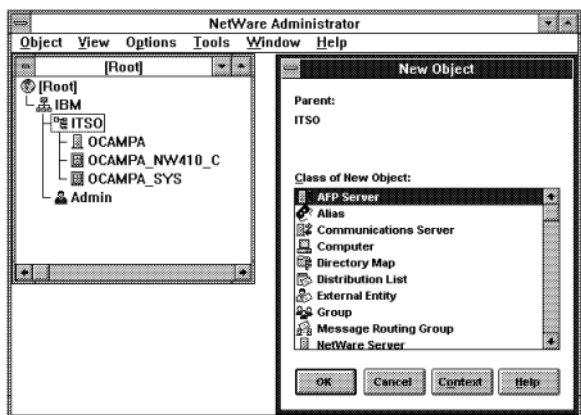 NetWare Administrator
Object View Options Tools Window Help
[Root]
[Root]
IBM
ITSO
OCAMPA
OCAMPA_NW410_C
OCAMPA_SYS
Admin
New Object
Parent:
ITSO
Class of New Object:
AFP Server
Alias
Communications Server
Computer
Directory Map
Distribution List
External Entity
Group
Message Routing Group
NetWare Server
OK Cancel Context Help